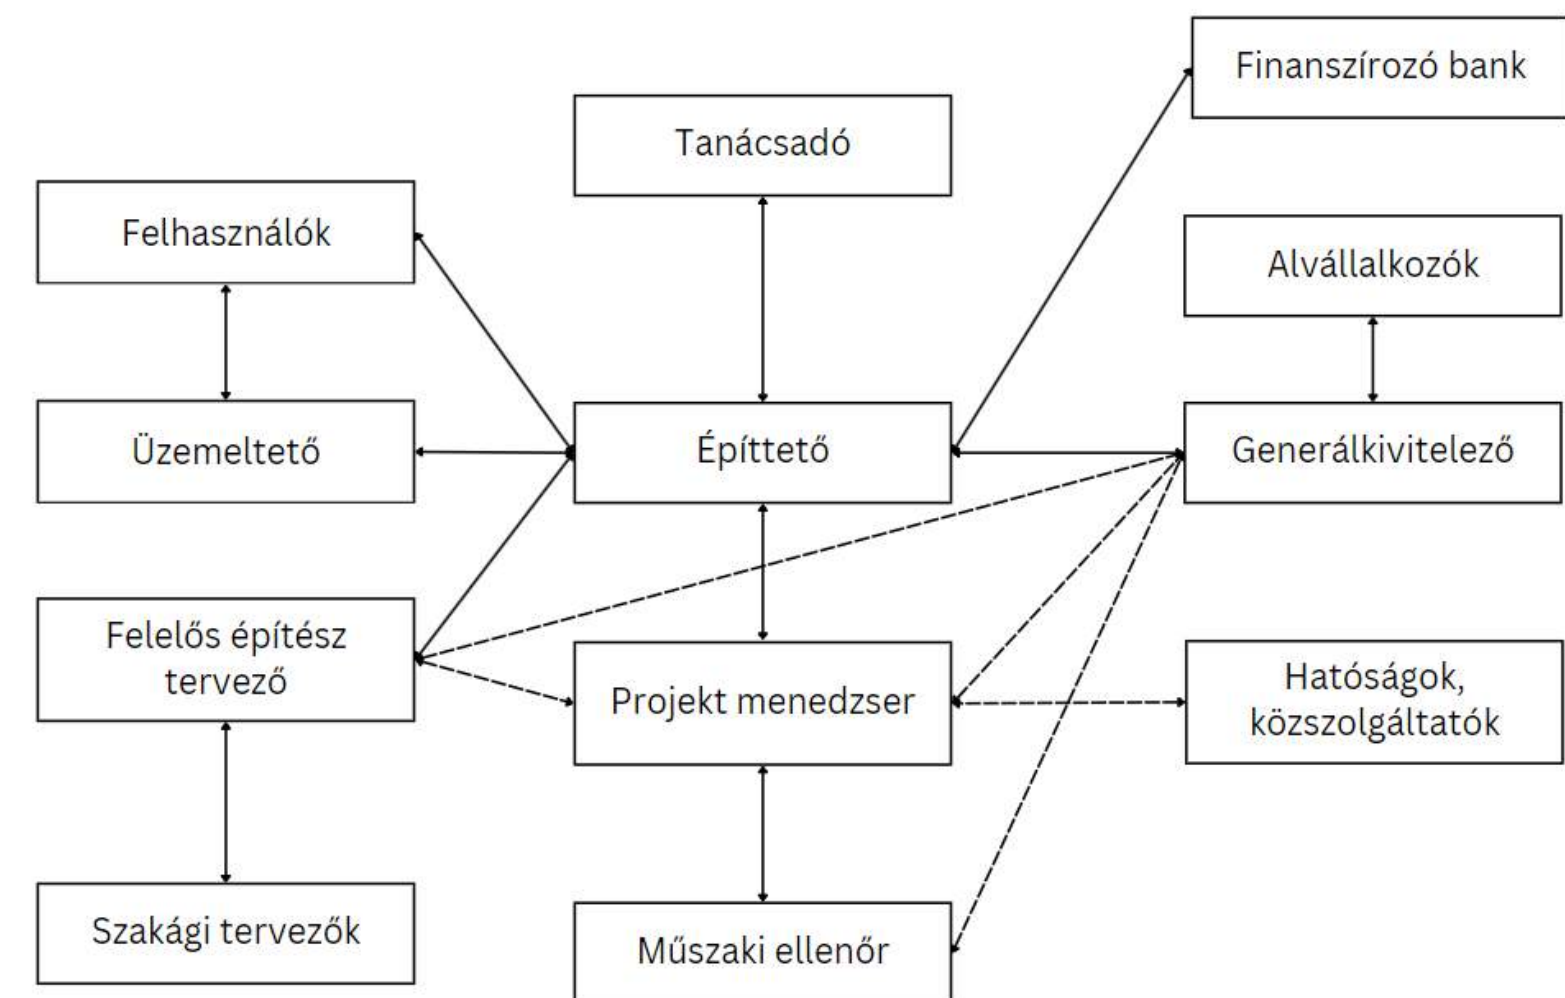 Finanszírozó bank
Tanácsadó
Felhasználók
Alvállalkozók
Üzemeltető
Építtető
Generálkivitelező
Felelős építész
tervező
Projekt menedzser
Hatóságok,
közszolgáltatók
Szakági tervezők
Műszaki ellenőr